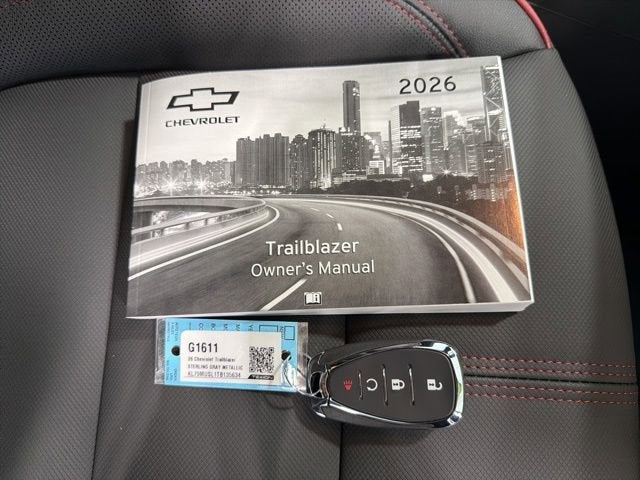 2026
CHEVROLET
Trailblazer
Owner's Manual
G1611
26 Chevrolet Trailblazer
STERLING GRAY METALLIC